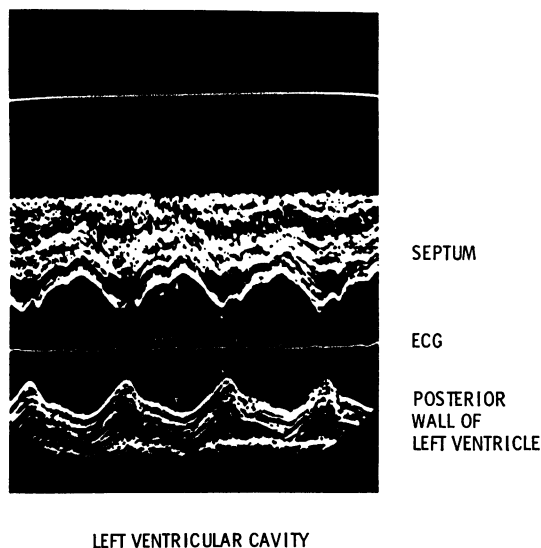 SEPTUM
ECG
POSTERIOR
WALL OF
LEFT VENTRICLE
LEFT VENTRICULAR CAVITY